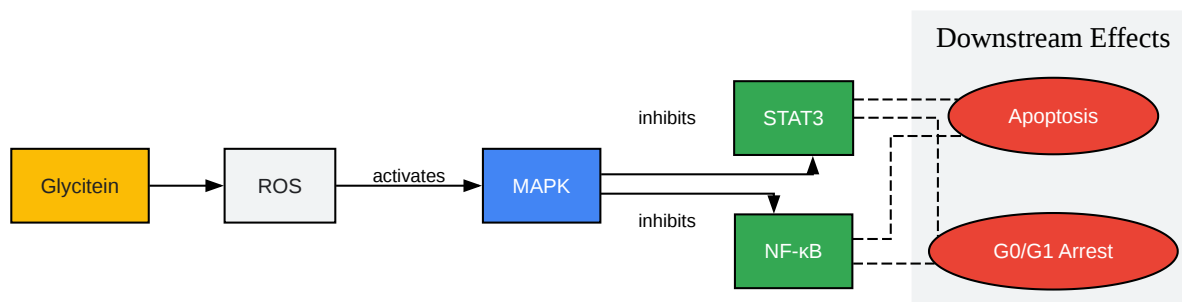 Downstream Effects
inhibits
STAT3
Apoptosis
Glycitein
ROS
activates
MAPK
inhibits
NF-κB
G0/G1 Arrest